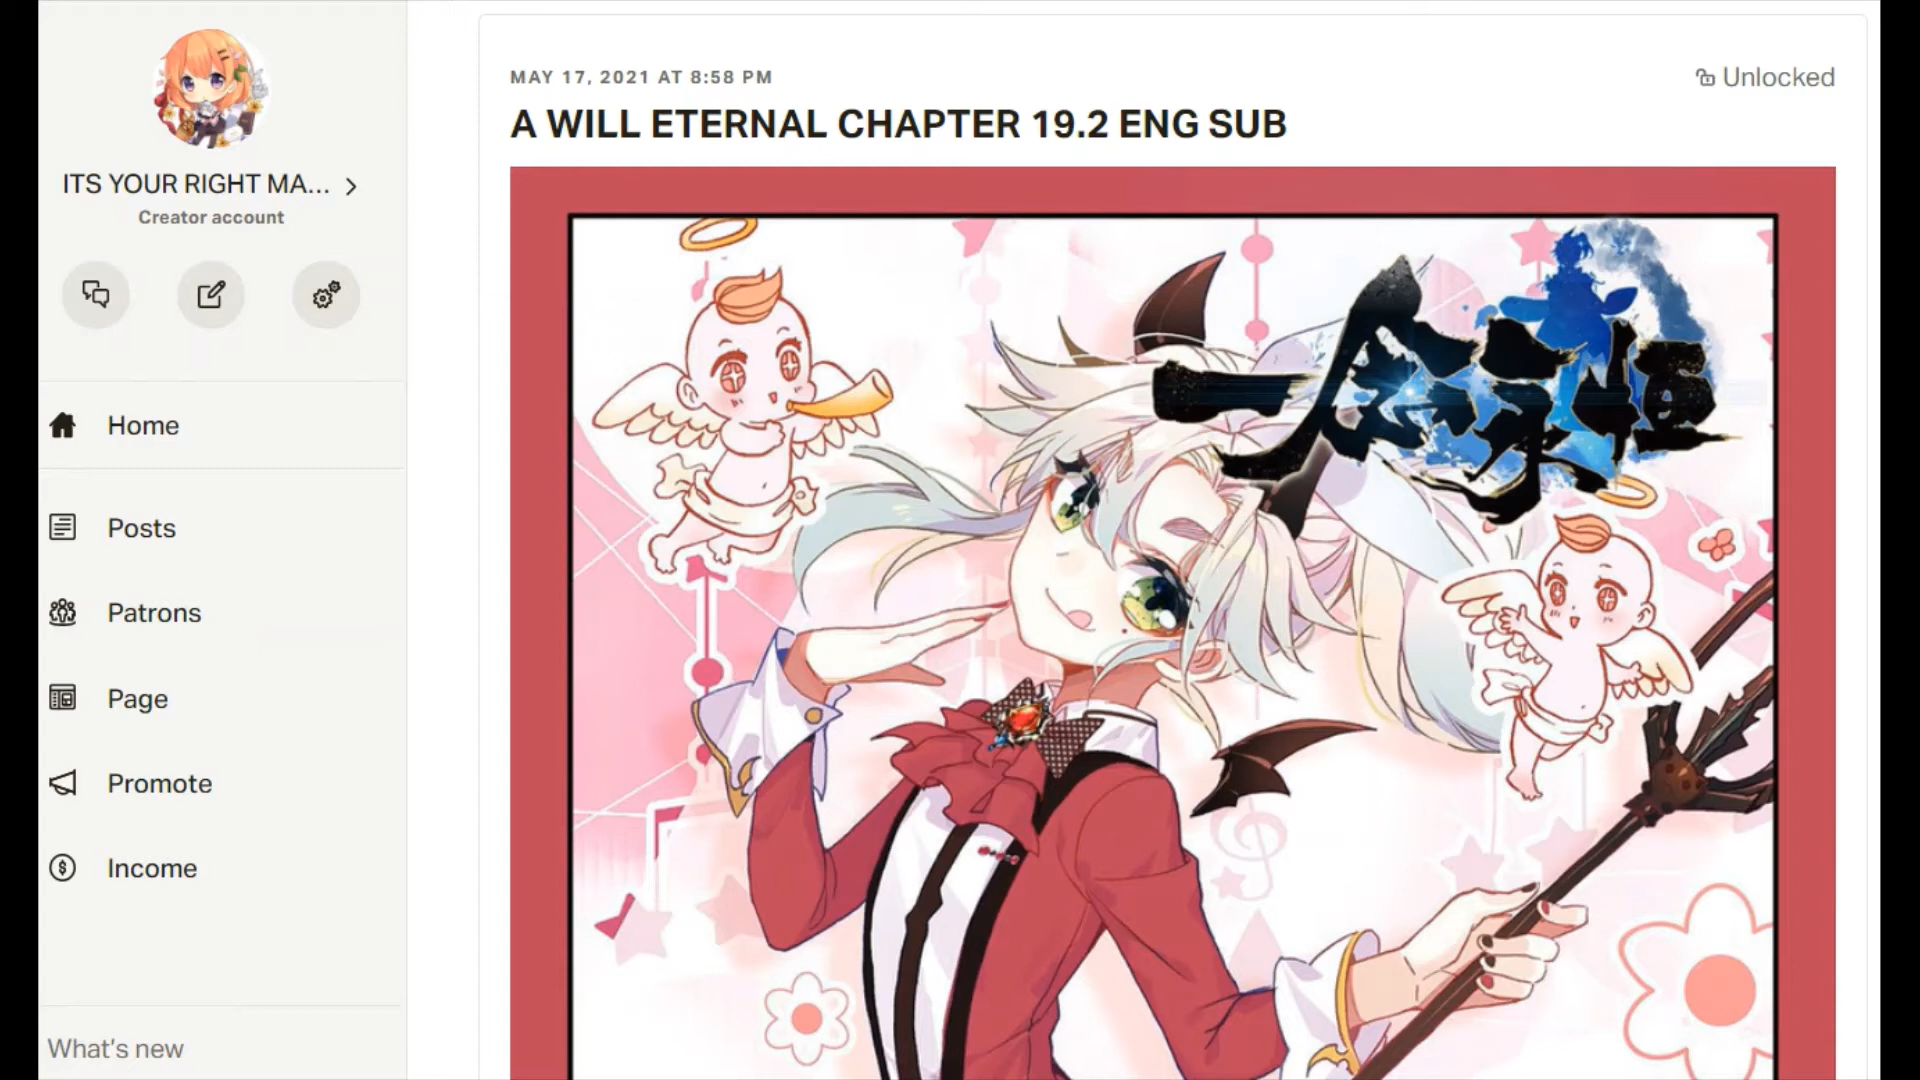 ITS YOUR RIGHT MA...
Creator account
Home
Posts
Patrons
Page
Promote
Income
What's new
MAY 17, 2021 AT 8:58 PM
Unlocked
A WILL ETERNAL CHAPTER 19.2 ENG SUB
一念永恒